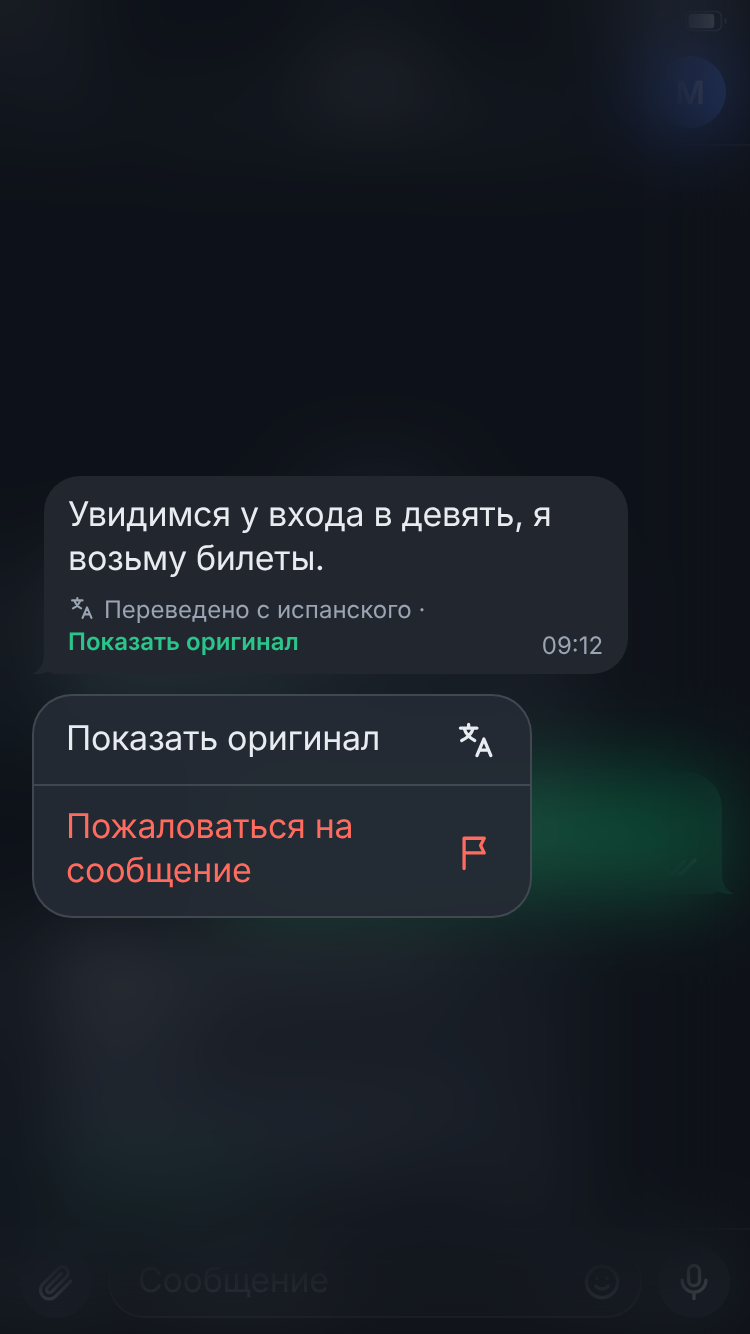 М
Увидимся у входа в девять, я
возьму билеты.
Переведено с испанского ·
Показать оригинал
09:12
Показать оригинал
Пожаловаться на
сообщение
Сообщение